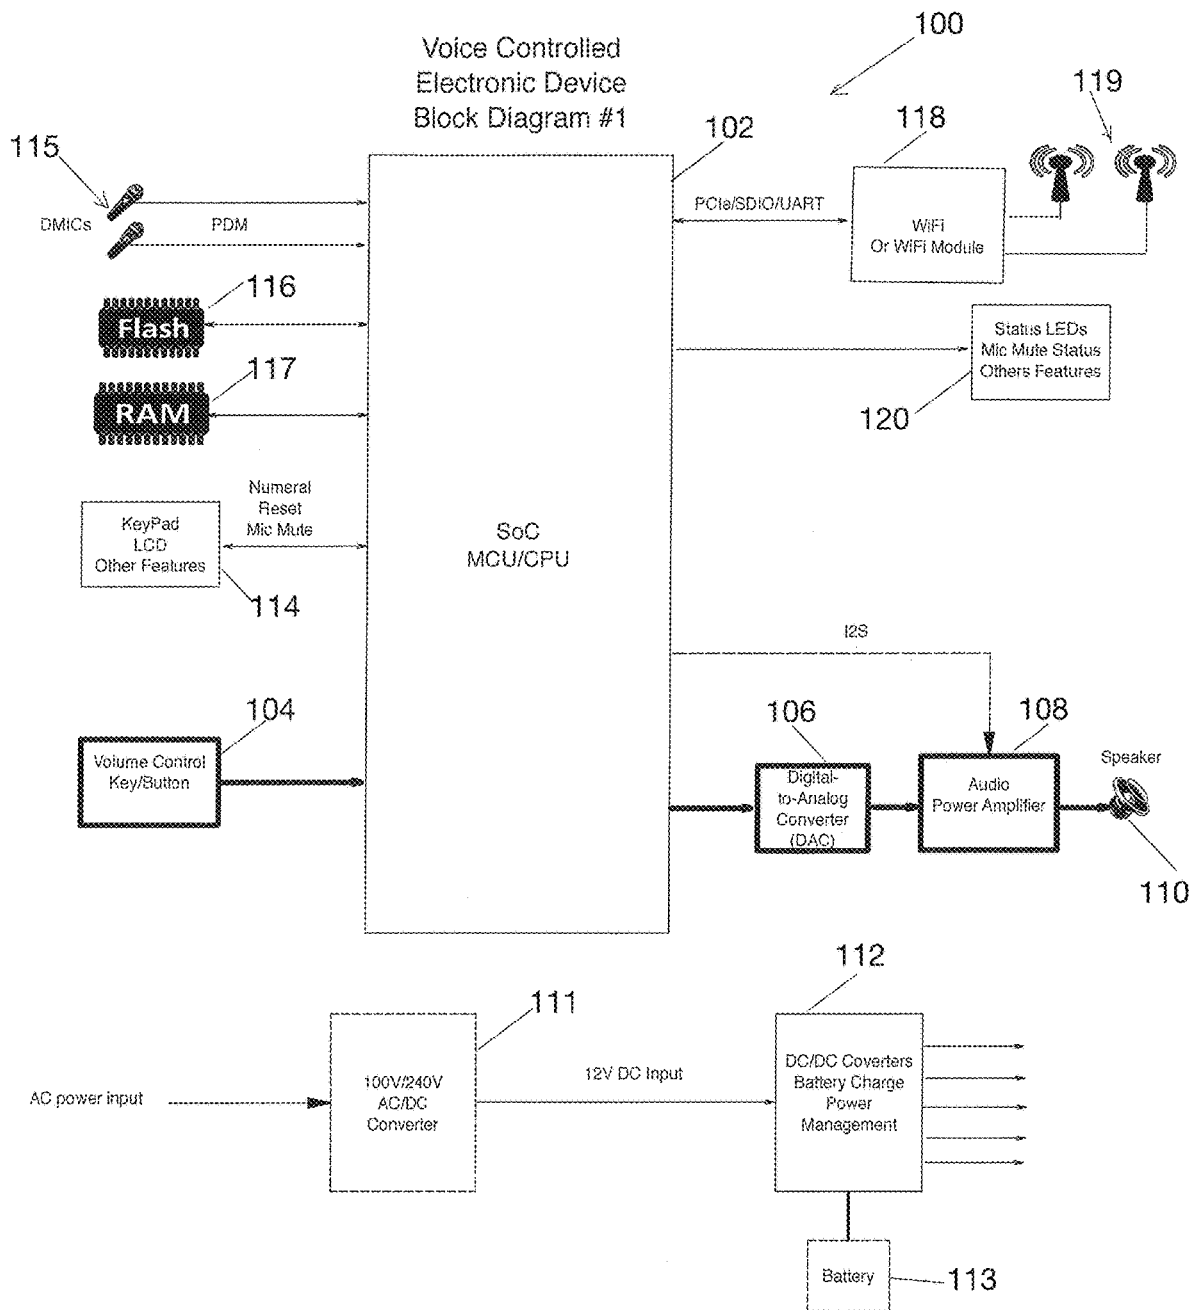 Voice Controlled
Electronic Device
Block Diagram #1
100
102
118
119
115
DMICs
PDM
PCIe/SDIO/UART
WiFi
Or WiFi Module
116
Flash
117
RAM
Status LEDs
Mic Mute Status
Others Features
120
Numeral
Reset
Mic Mute
KeyPad
LCD
Other Features
114
SoC
MCU/CPU
I2S
104
Volume Control
Key/Button
106
Digital-
to-Analog
Converter
(DAC)
108
Audio
Power Amplifier
Speaker
110
111
112
AC power input
100V/240V
AC/DC
Converter
12V DC Input
DC/DC Coverters
Battery Charge
Power
Management
Battery
113